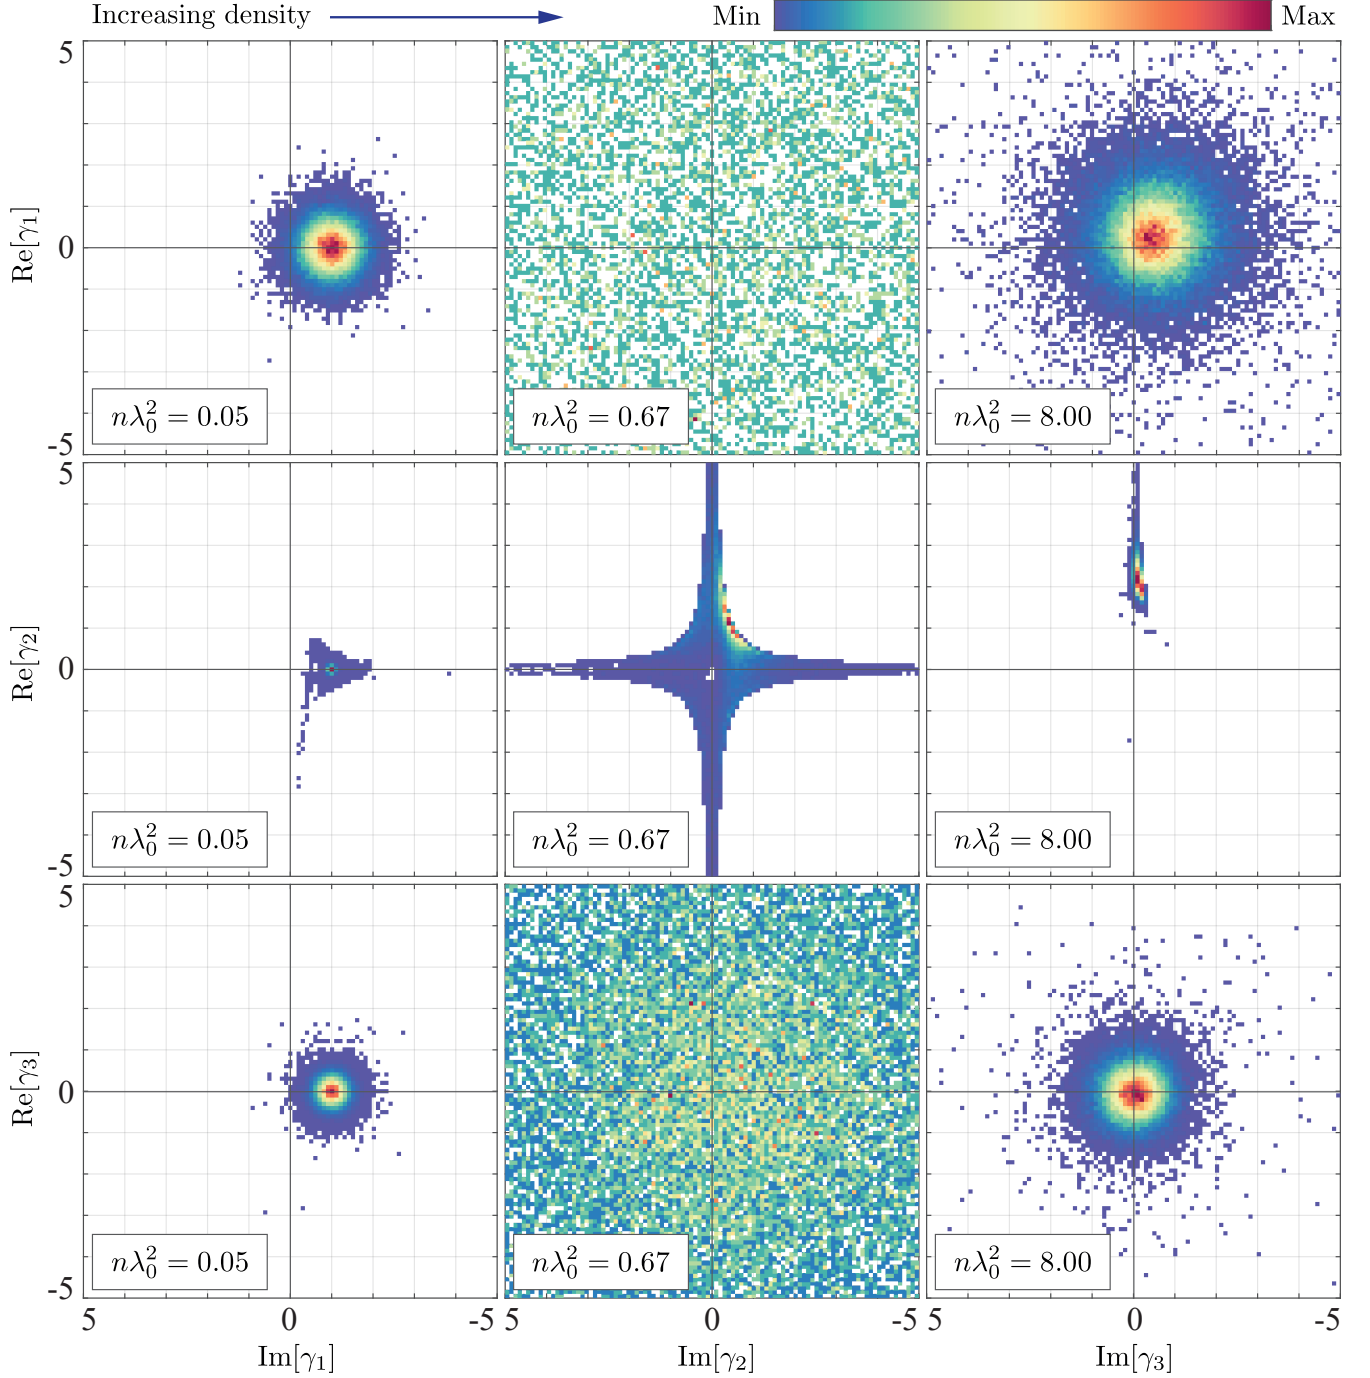 Increasing density
Min
Max
5
Re[γ₁]
0
-5
nλ₀² = 0.05
nλ₀² = 0.67
nλ₀² = 8.00
5
Re[γ₂]
0
-5
nλ₀² = 0.05
nλ₀² = 0.67
nλ₀² = 8.00
5
Re[γ₃]
0
-5
nλ₀² = 0.05
nλ₀² = 0.67
nλ₀² = 8.00
5 0 -5 5 0 -5 5 0 -5
Im[γ₁] Im[γ₂] Im[γ₃]